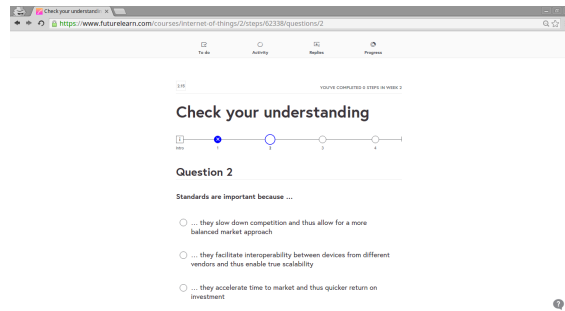 Check your understandin
https://www.futurelearn.com/courses/internet-of-things/2/steps/62338/questions/2
To do
Activity
Replies
Progress
YOU'VE COMPLETED 0 STEPS IN WEEK 2
Check your understanding
Intro
1
2
3
4
Question 2
Standards are important because ...
... they slow down competition and thus allow for a more
balanced market approach
... they facilitate interoperability between devices from different
vendors and thus enable true scalability
... they accelerate time to market and thus quicker return on
investment